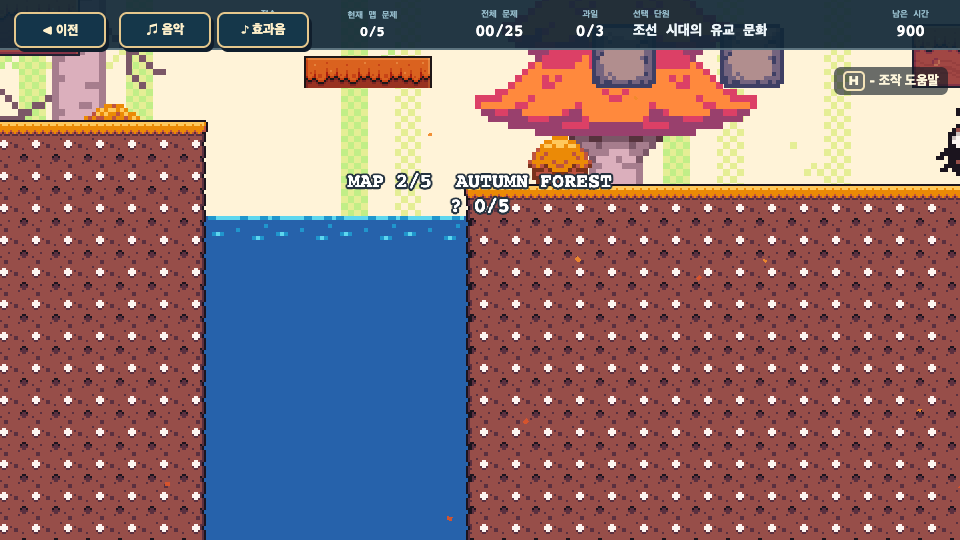 ◀ 이전
♫ 음악
♪ 효과음
현재 맵 문제
0/5
전체 문제
00/25
과일
0/3
선택 단원
조선 시대의 유교 문화
남은 시간
900
H - 조작 도움말
MAP 2/5 AUTUMN FOREST
? 0/5